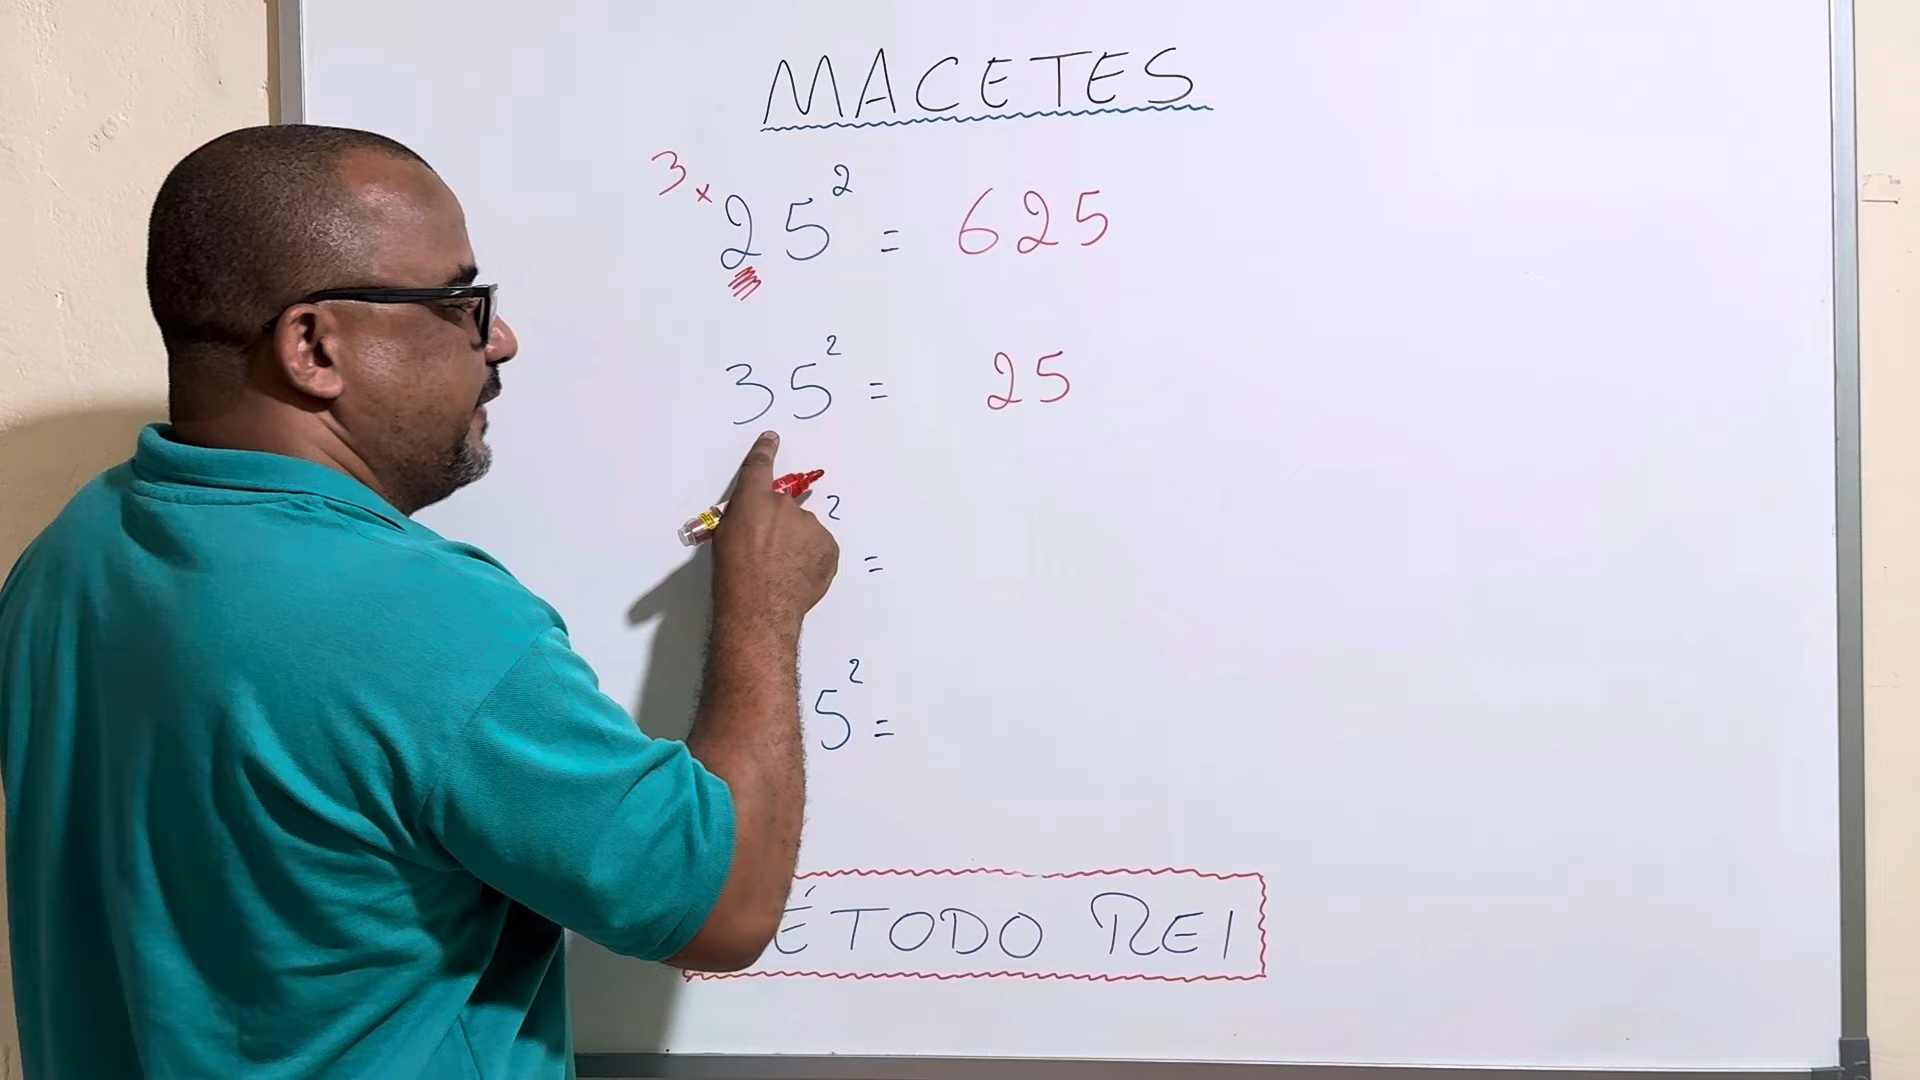 MACETES
3 x 25² = 625
35² = 25
² =
5² =
ÉTODO REI